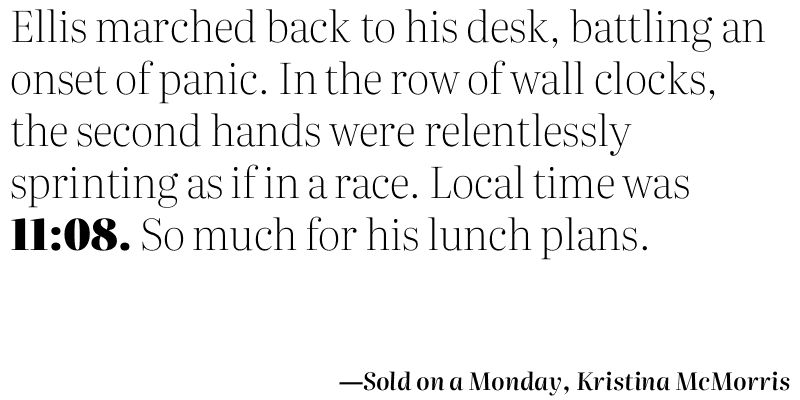 Ellis marched back to his desk, battling an
onset of panic. In the row of wall clocks,
the second hands were relentlessly
sprinting as if in a race. Local time was
11:08. So much for his lunch plans.
—Sold on a Monday, Kristina McMorris